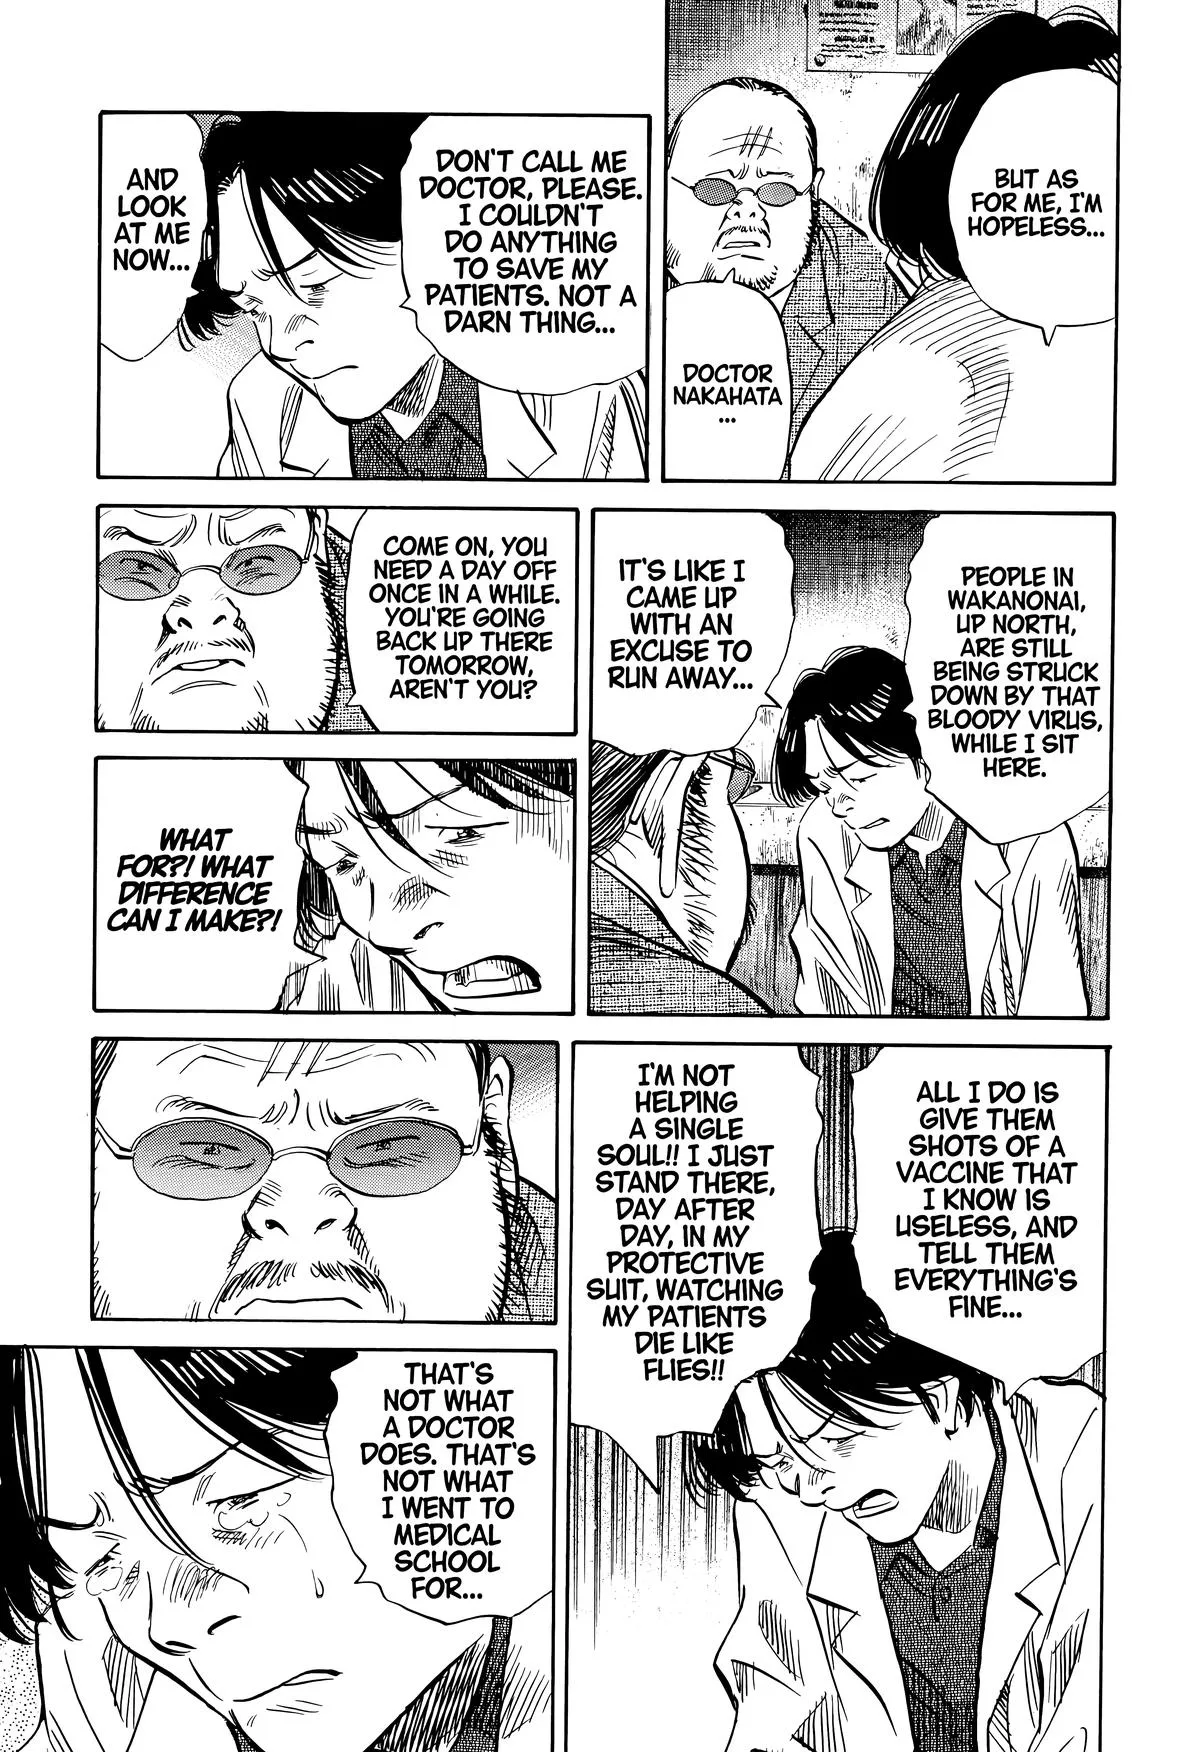 BUT AS
FOR ME, I'M
HOPELESS...
DOCTOR
NAKAHATA
...
DON'T CALL ME
DOCTOR, PLEASE.
I COULDN'T
DO ANYTHING
TO SAVE MY
PATIENTS. NOT A
DARN THING...
AND
LOOK
AT ME
NOW...
PEOPLE IN
WAKANONAI,
UP NORTH,
ARE STILL
BEING STRUCK
DOWN BY THAT
BLOODY VIRUS,
WHILE I SIT
HERE.
IT'S LIKE I
CAME UP
WITH AN
EXCUSE TO
RUN AWAY...
COME ON, YOU
NEED A DAY OFF
ONCE IN A WHILE.
YOU'RE GOING
BACK UP THERE
TOMORROW,
AREN'T YOU?
WHAT
FOR?! WHAT
DIFFERENCE
CAN I MAKE?!
ALL I DO IS
GIVE THEM
SHOTS OF A
VACCINE THAT
I KNOW IS
USELESS, AND
TELL THEM
EVERYTHING'S
FINE...
I'M NOT
HELPING
A SINGLE
SOUL!! I JUST
STAND THERE,
DAY AFTER
DAY, IN MY
PROTECTIVE
SUIT, WATCHING
MY PATIENTS
DIE LIKE
FLIES!!
THAT'S
NOT WHAT
A DOCTOR
DOES. THAT'S
NOT WHAT
I WENT TO
MEDICAL
SCHOOL
FOR...